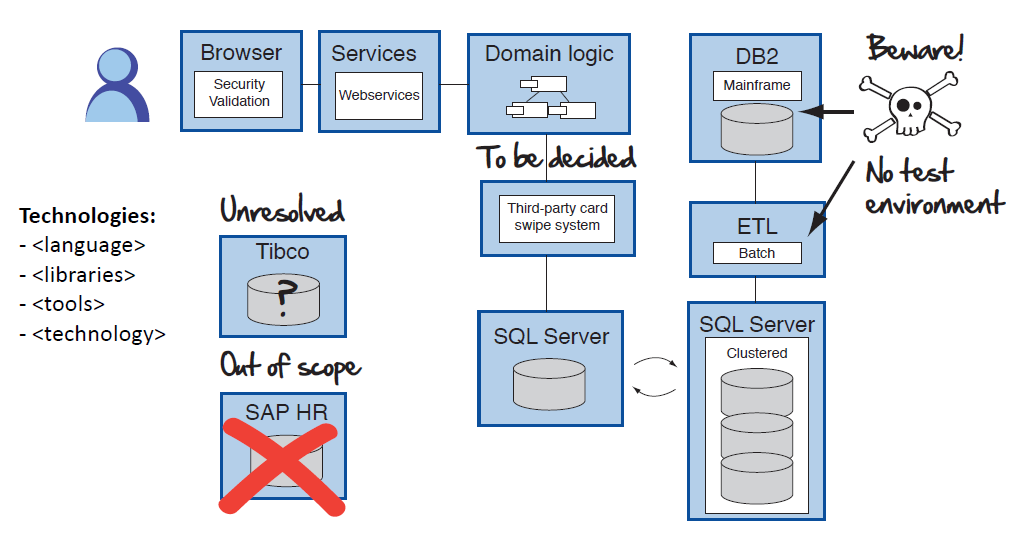 Browser
Security
Validation
Services
Webservices
Domain logic
To be decided
Third-party card
swipe system
SQL Server
DB2
Mainframe
ETL
Batch
SQL Server
Clustered
Beware!
No test
environment
Technologies:
- <language>
- <libraries>
- <tools>
- <technology>
Unresolved
Tibco
?
Out of scope
SAP HR